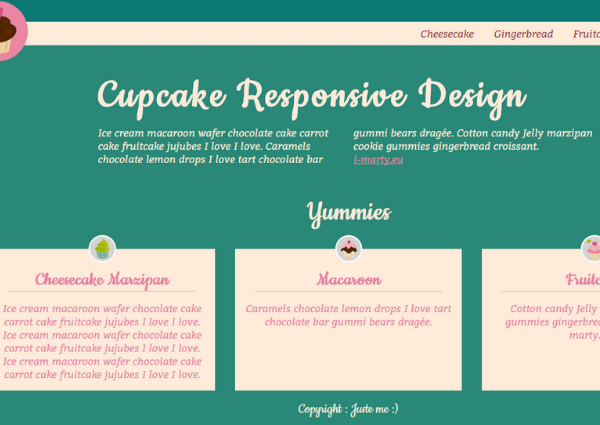 Cheesecake Gingerbread Fruitc
Cupcake Responsive Design
Ice cream macaroon wafer chocolate cake carrot
cake fruitcake jujubes I love I love. Caramels
chocolate lemon drops I love tart chocolate bar
gummi bears dragée. Cotton candy Jelly marzipan
cookie gummies gingerbread croissant.
i-marty.eu
Yummies
Cheesecake Marzipan
Ice cream macaroon wafer chocolate cake
carrot cake fruitcake jujubes I love I love.
Ice cream macaroon wafer chocolate cake
carrot cake fruitcake jujubes I love I love.
Ice cream macaroon wafer chocolate cake
carrot cake fruitcake jujubes I love I love.
Macaroon
Caramels chocolate lemon drops I love tart
chocolate bar gummi bears dragée.
Fruitc
Cotton candy Jelly
gummies gingerbre
marty.
Copyright : Juste me :)